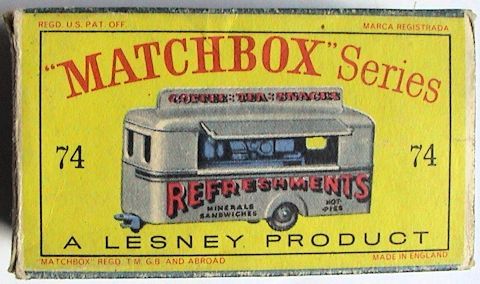 REGD. U.S. PAT. OFF. MARCA REGISTRADA
"MATCHBOX" Series
COFFEE·TEA·SNACKS
74 74
REFRESHMENTS
MINERALS HOT-
SANDWICHES PIES
A LESNEY PRODUCT
"MATCHBOX" REGD. T.M. G.B. AND ABROAD MADE IN ENGLAND